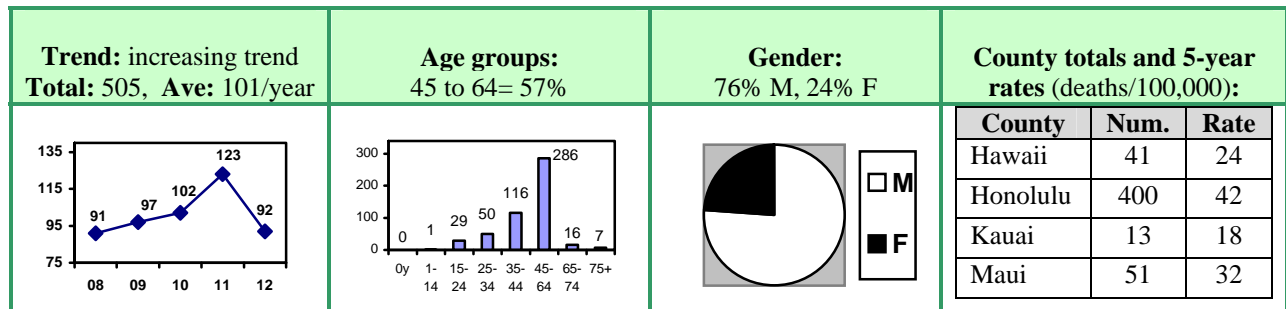 Trend: increasing trend
Total: 505, Ave: 101/year
Age groups:
45 to 64= 57%
Gender:
76% M, 24% F
County totals and 5-year
rates (deaths/100,000):
135
115
95
75
91
97
102
123
92
08 09 10 11 12
300
200
100
0
0 1 29 50 116 286 16 7
0y 1- 15- 25- 35- 45- 65- 75+
14 24 34 44 64 74
M
F
County Num. Rate
Hawaii 41 24
Honolulu 400 42
Kauai 13 18
Maui 51 32